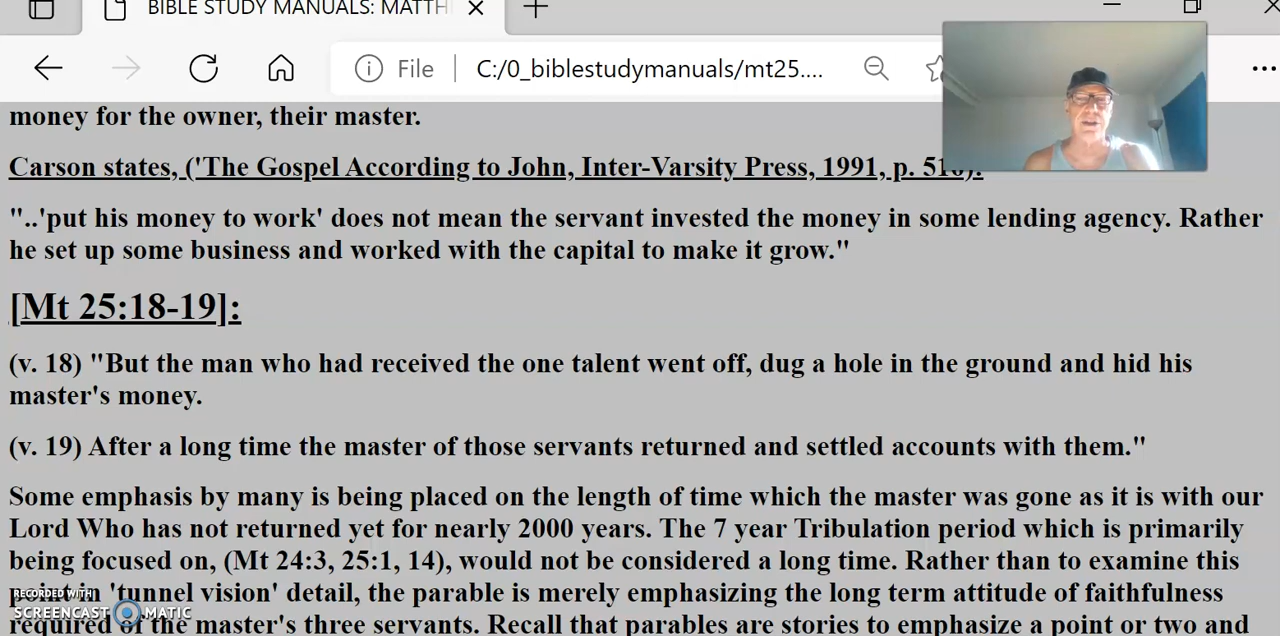 BIBLE STUDY MANUALS: MATTH
File
C:/0_biblestudymanuals/mt25....
money for the owner, their master.
Carson states, ('The Gospel According to John, Inter-Varsity Press, 1991, p.
"..'put his money to work' does not mean the servant invested the money in some lending agency. Rather
he set up some business and worked with the capital to make it grow."
[Mt 25:18-19]:
(v. 18) "But the man who had received the one talent went off, dug a hole in the ground and hid his
master's money.
(v. 19) After a long time the master of those servants returned and settled accounts with them."
Some emphasis by many is being placed on the length of time which the master was gone as it is with our
Lord Who has not returned yet for nearly 2000 years. The 7 year Tribulation period which is primarily
being focused on, (Mt 24:3, 25:1, 14), would not be considered a long time. Rather than to examine this
in 'tunnel vision' detail, the parable is merely emphasizing the long term attitude of faithfulness
required of the master's three servants. Recall that parables are stories to emphasize a point or two and
RECORDED WITH
SCREENCAST MATIC